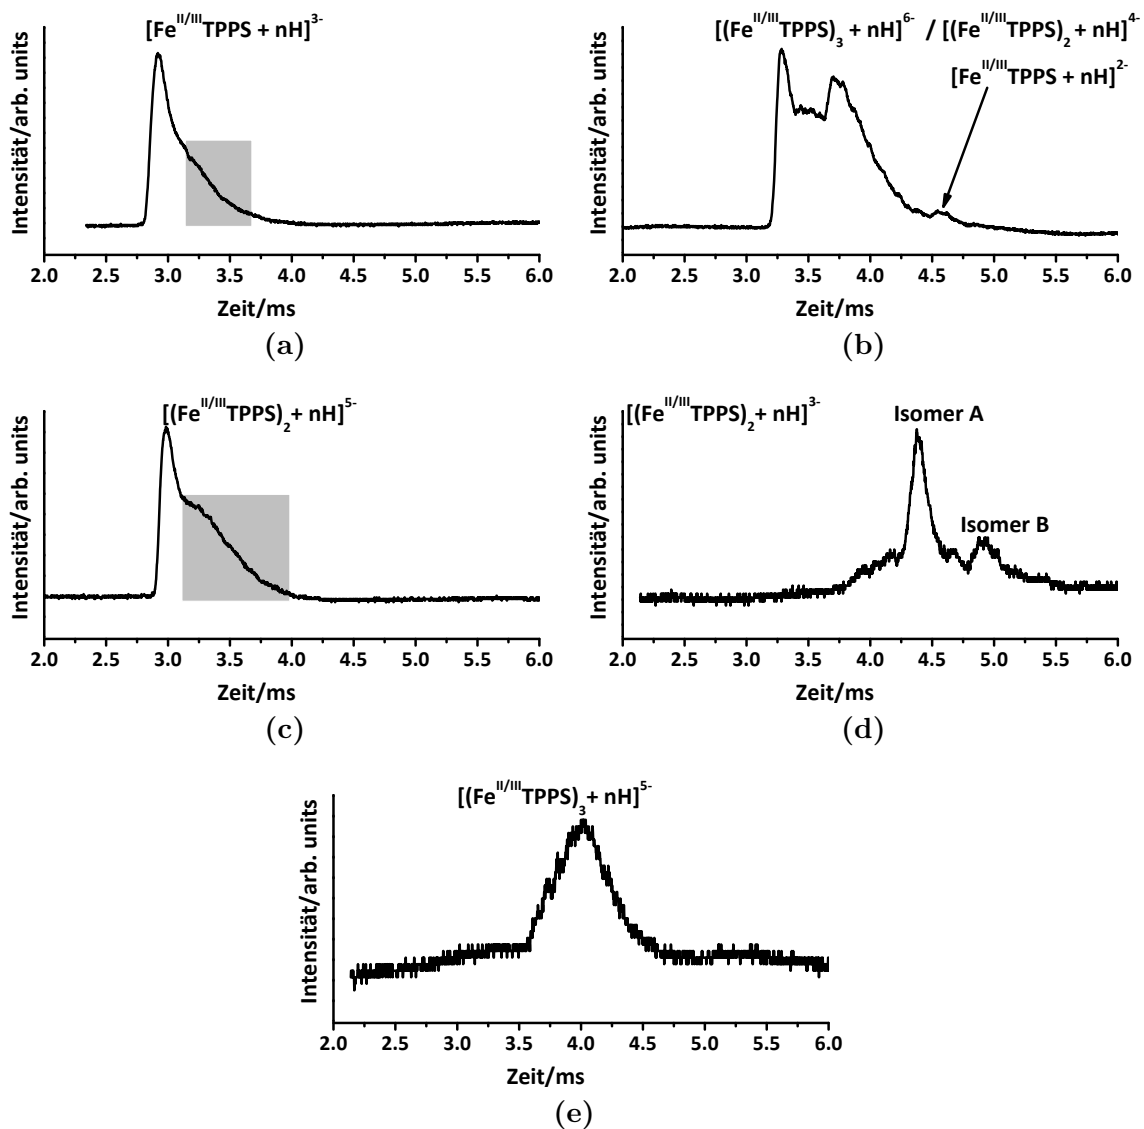 [Fe^II/III TPPS + nH]^3-
Intensität/arb. units
2.0 2.5 3.0 3.5 4.0 4.5 5.0 5.5 6.0
Zeit/ms
(a)
[(Fe^II/III TPPS)_3 + nH]^6- / [(Fe^II/III TPPS)_2 + nH]^4-
[Fe^II/III TPPS + nH]^2-
Intensität/arb. units
2.0 2.5 3.0 3.5 4.0 4.5 5.0 5.5 6.0
Zeit/ms
(b)
[(Fe^II/III TPPS)_2 + nH]^5-
Intensität/arb. units
2.0 2.5 3.0 3.5 4.0 4.5 5.0 5.5 6.0
Zeit/ms
(c)
[(Fe^II/III TPPS)_2 + nH]^3-
Isomer A
Isomer B
Intensität/arb. units
2.0 2.5 3.0 3.5 4.0 4.5 5.0 5.5 6.0
Zeit/ms
(d)
[(Fe^II/III TPPS)_3 + nH]^5-
Intensität/arb. units
2.0 2.5 3.0 3.5 4.0 4.5 5.0 5.5 6.0
Zeit/ms
(e)